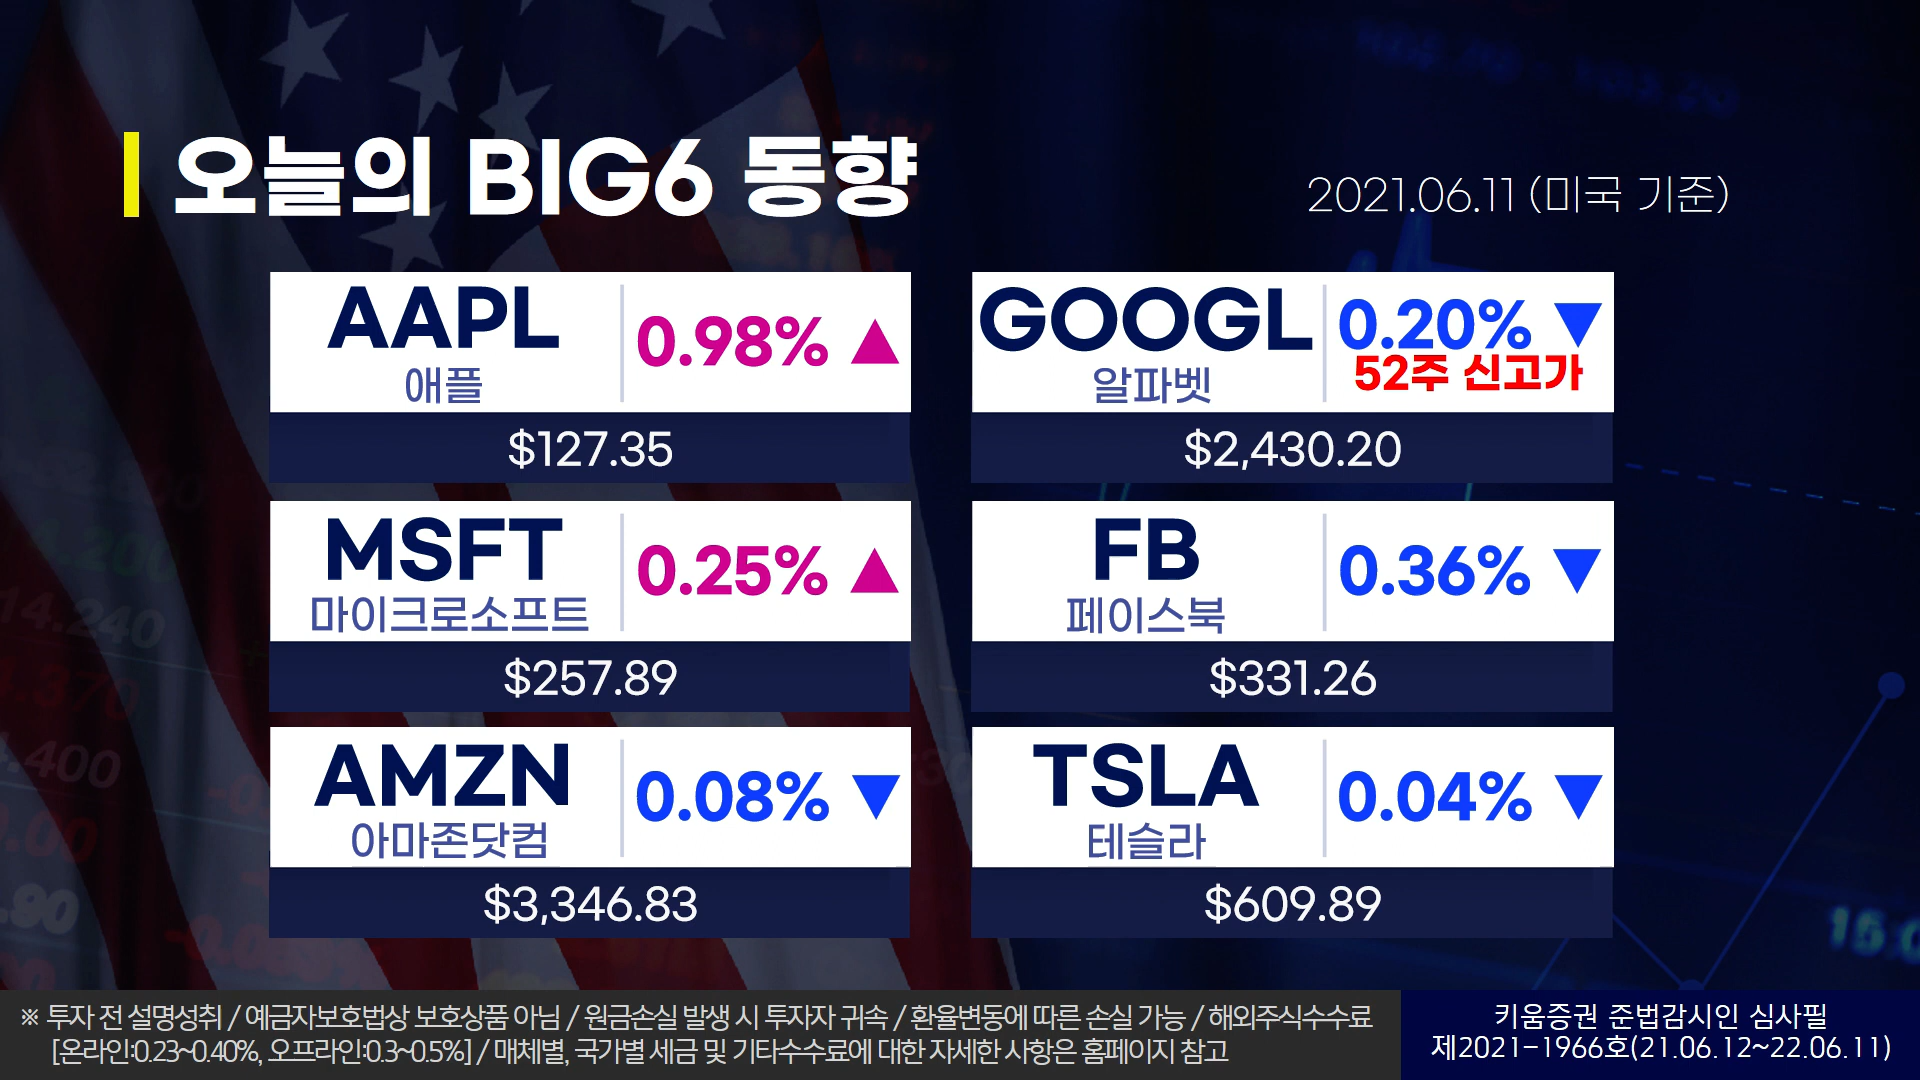 오늘의 BIG6 동향
2021.06.11 (미국 기준)
AAPL
애플
0.98% ▲
$127.35
GOOGL
알파벳
0.20% ▼
52주 신고가
$2,430.20
MSFT
마이크로소프트
0.25% ▲
$257.89
FB
페이스북
0.36% ▼
$331.26
AMZN
아마존닷컴
0.08% ▼
$3,346.83
TSLA
테슬라
0.04% ▼
$609.89
※ 투자 전 설명성취 / 예금자보호법상 보호상품 아님 / 원금손실 발생 시 투자자 귀속 / 환율변동에 따른 손실 가능 / 해외주식수수료
[온라인:0.23~0.40%, 오프라인:0.3~0.5%] / 매체별, 국가별 세금 및 기타수수료에 대한 자세한 사항은 홈페이지 참고
키움증권 준법감시인 심사필
제2021-1966호(21.06.12~22.06.11)
14.240
4.370
4.400